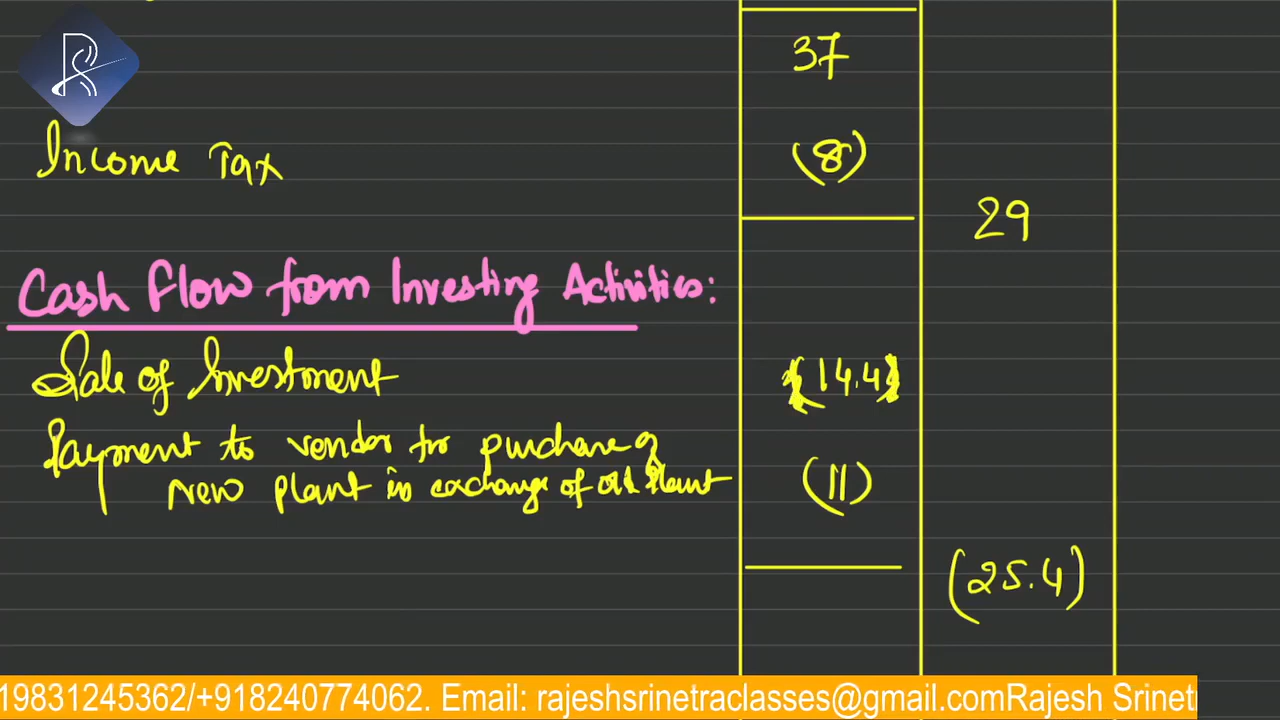 37
Income Tax (8)
29
Cash Flow from Investing Activities:
Sale of Investment (14.4)
Payment to vendor for purchase of
New plant in exchange of old Plant (11)
(25.4)
19831245362/+918240774062. Email: rajeshsrinetraclasses@gmail.comRajesh Srinet